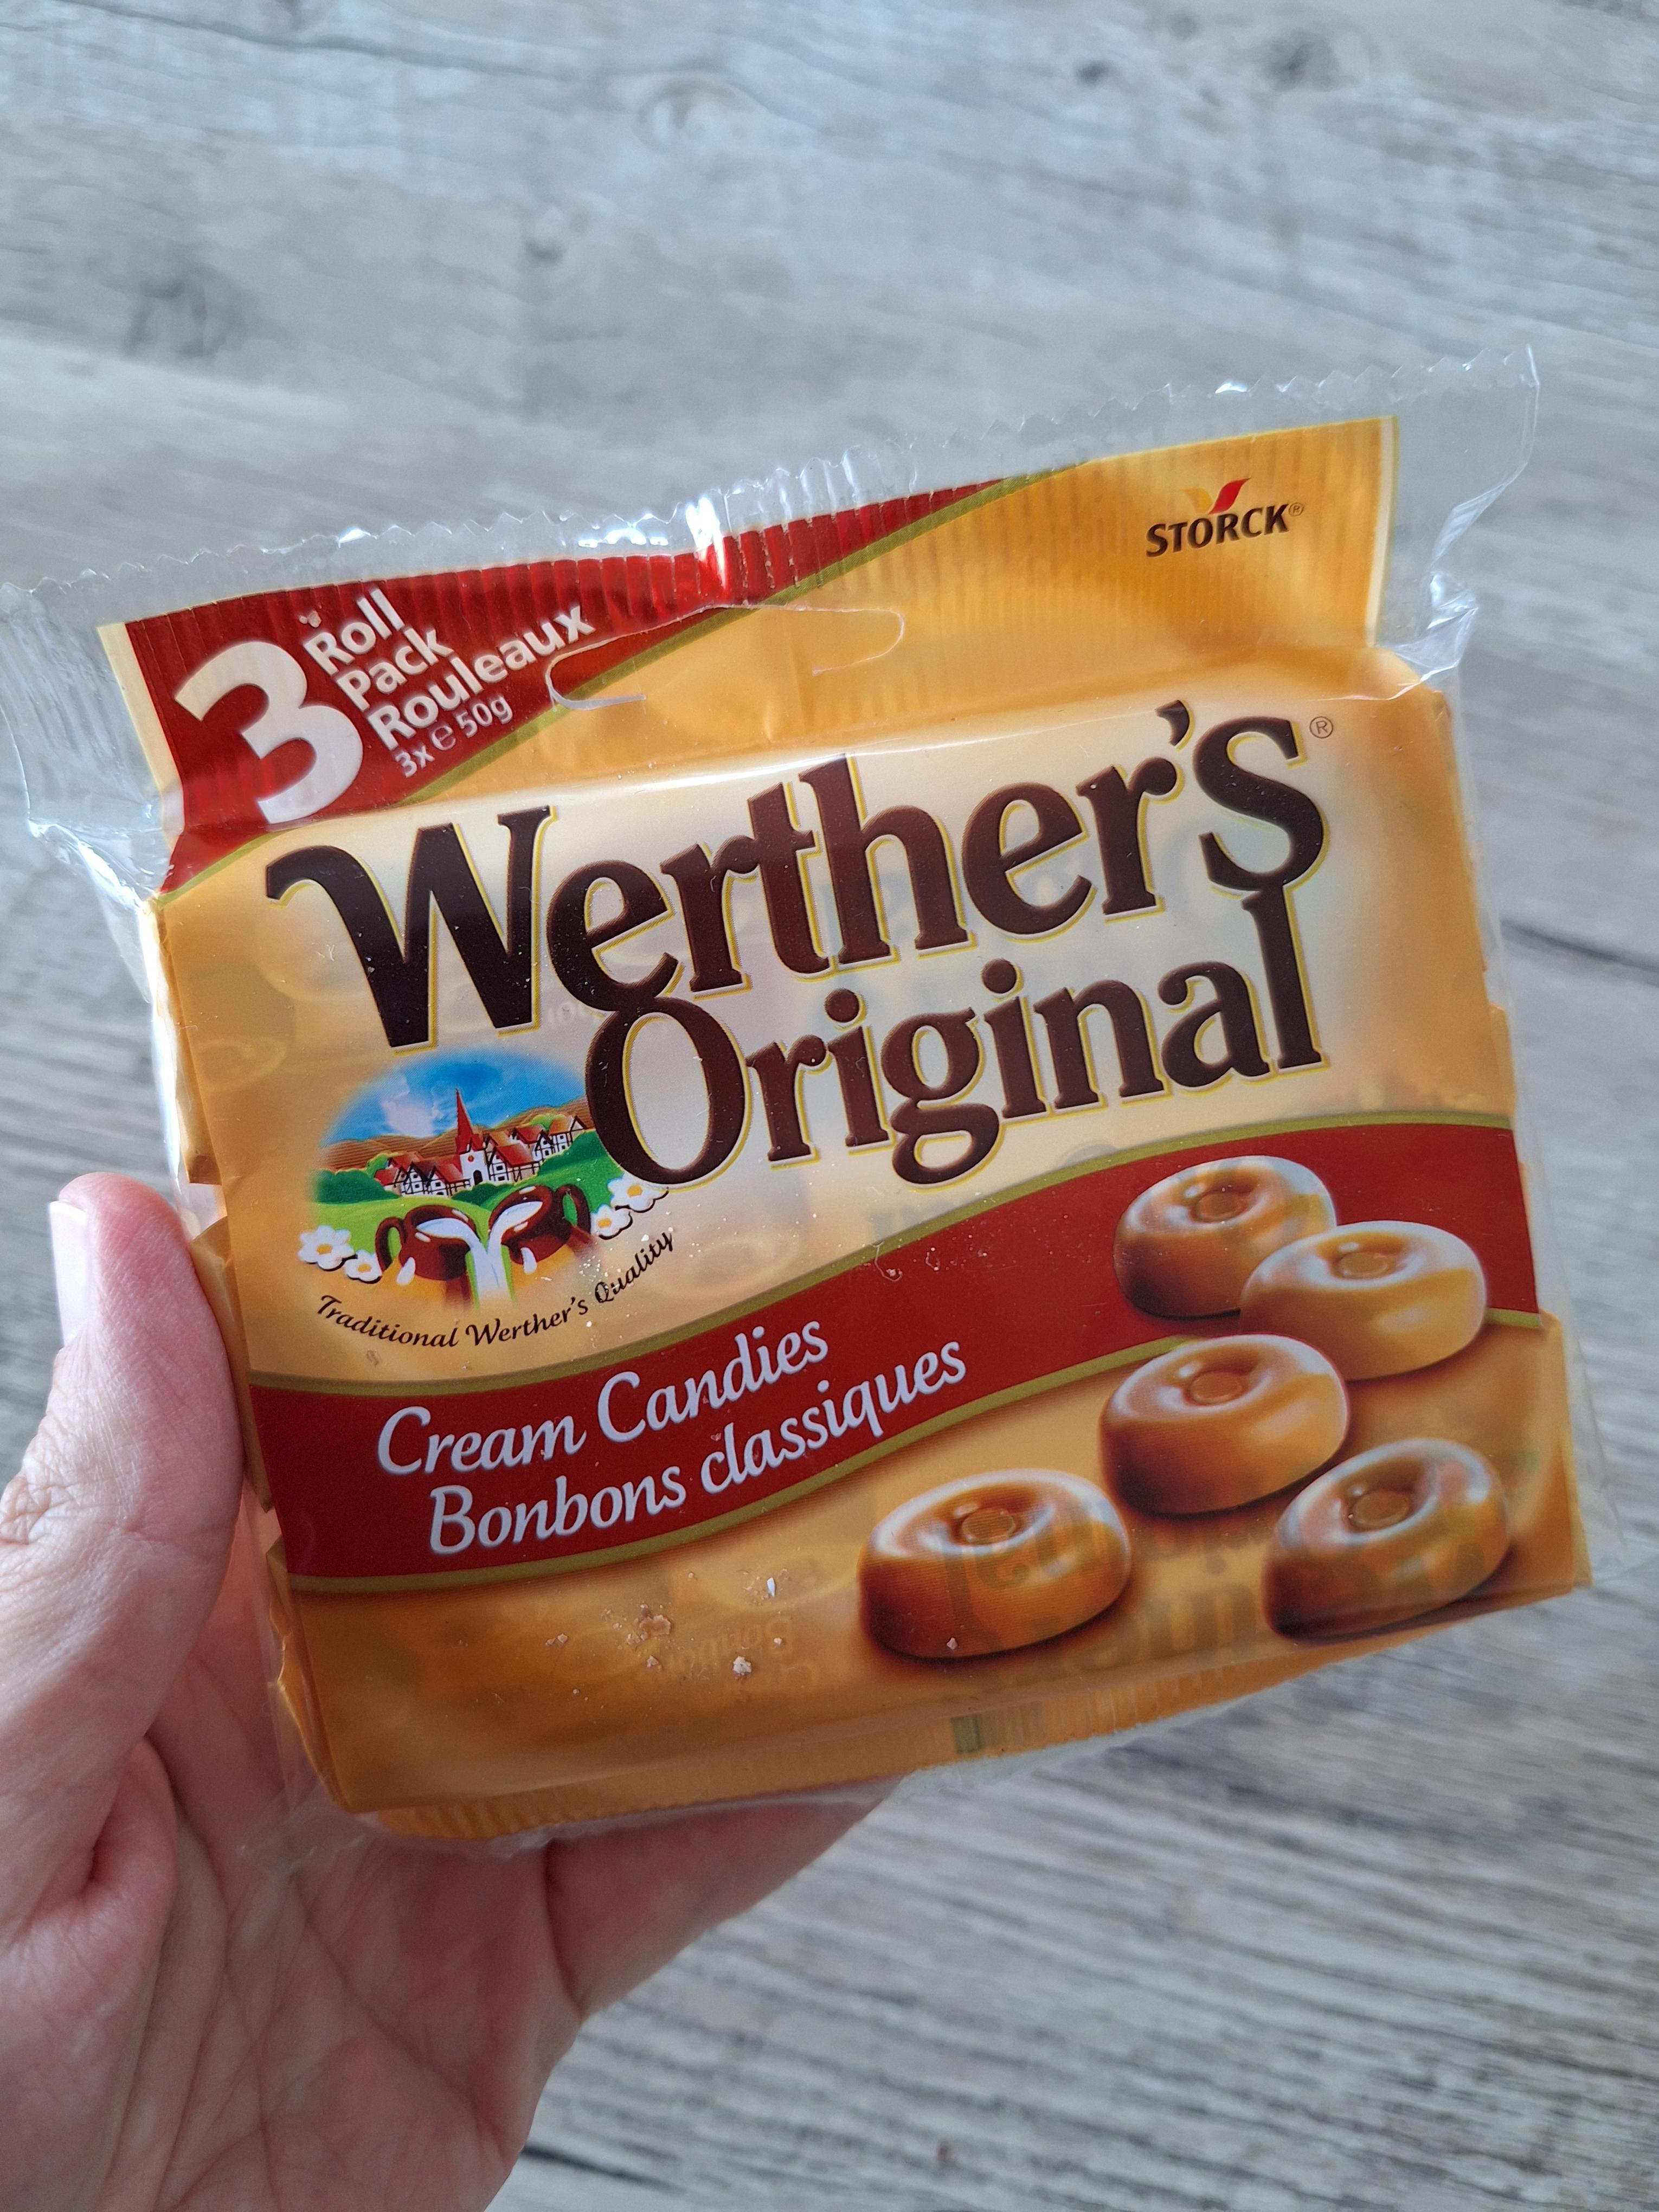 STORCK®
3 Roll
Pack
Rouleaux
3x℮ 50g
Werther's®
Original
Traditional Werther's Quality
Cream Candies
Bonbons classiques